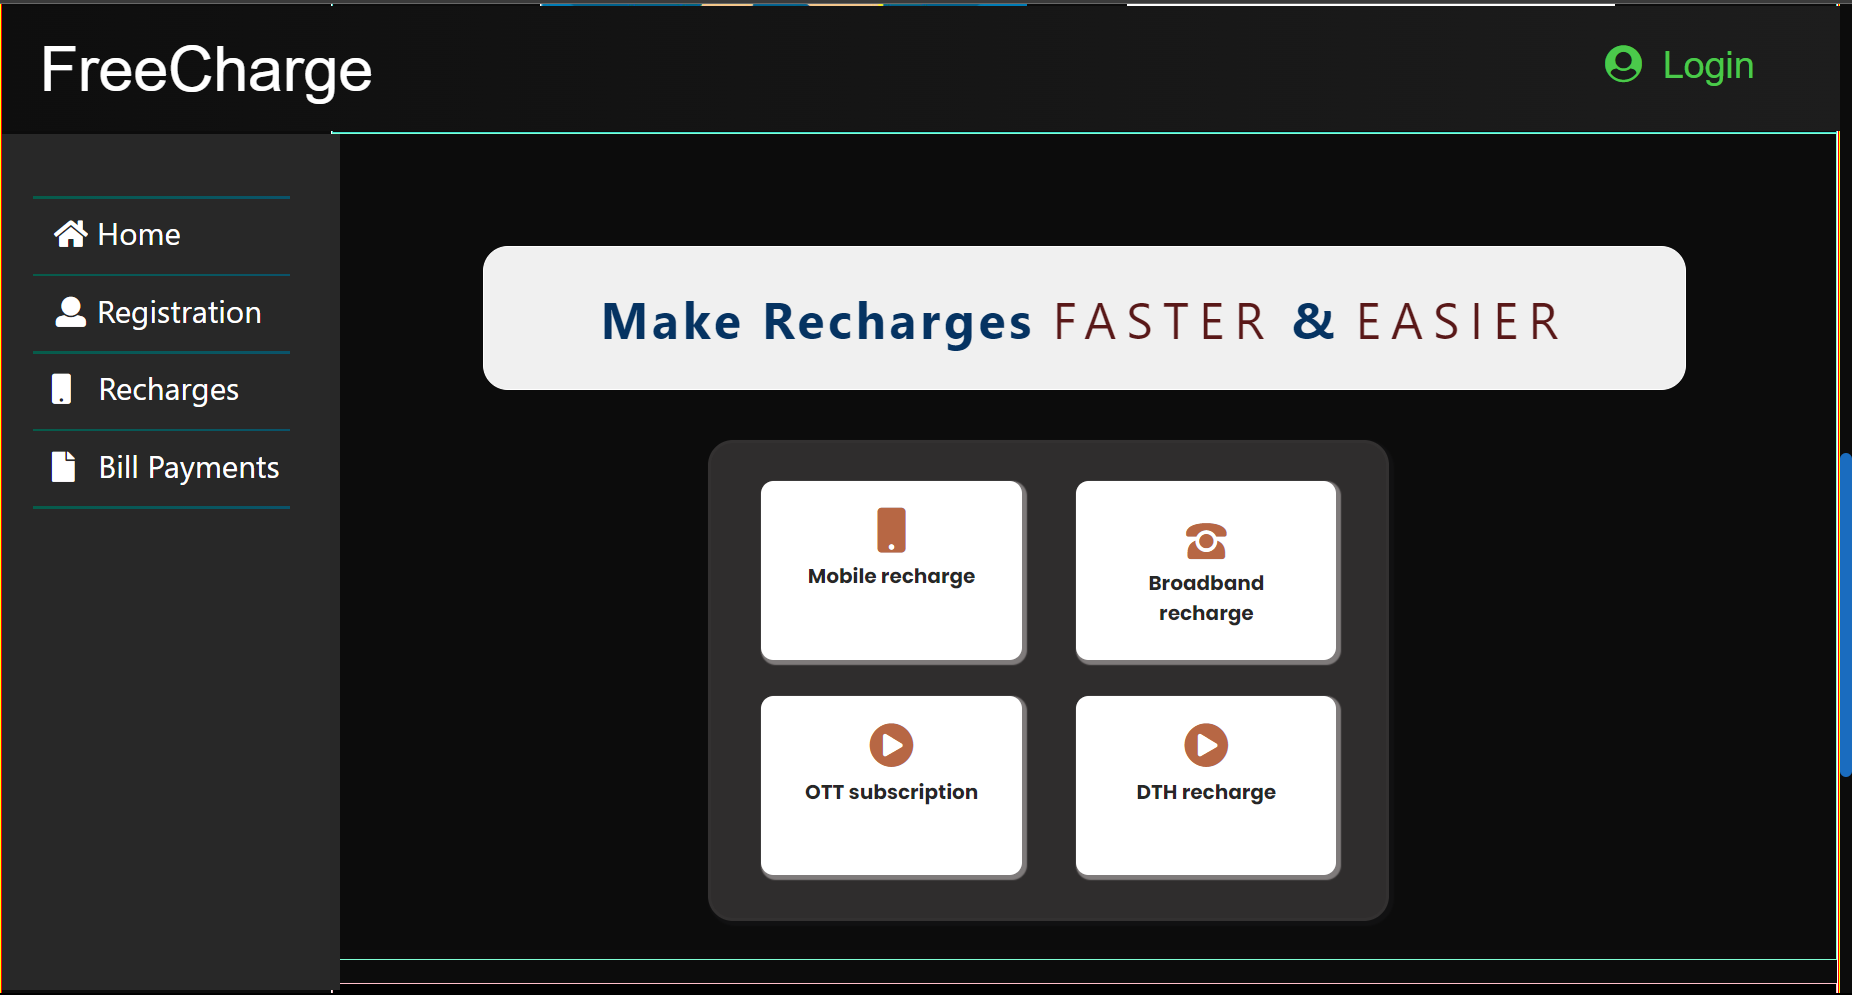 FreeCharge
Login
Home
Registration
Recharges
Bill Payments
Make Recharges FASTER & EASIER
Mobile recharge
Broadband
recharge
OTT subscription
DTH recharge